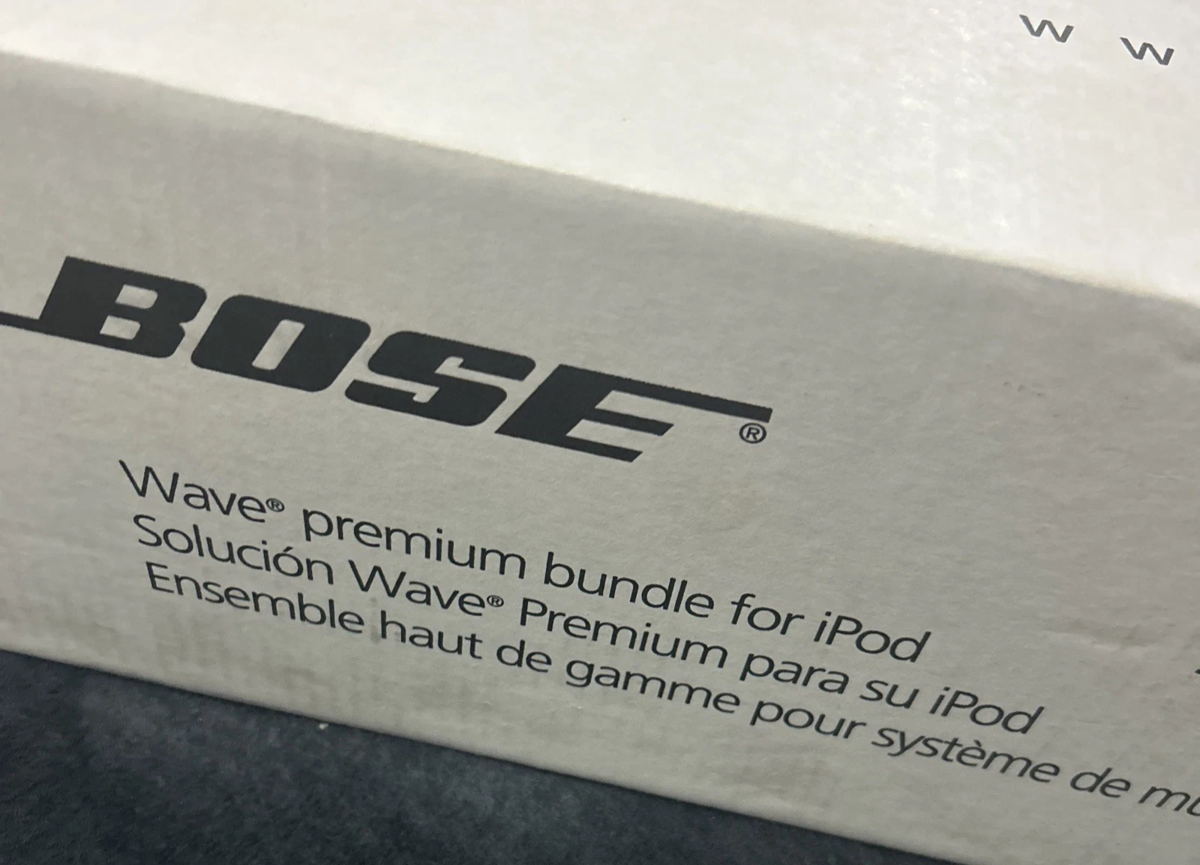 W W
BOSE®
Wave® premium bundle for iPod
Solución Wave® Premium para su iPod
Ensemble haut de gamme pour système de